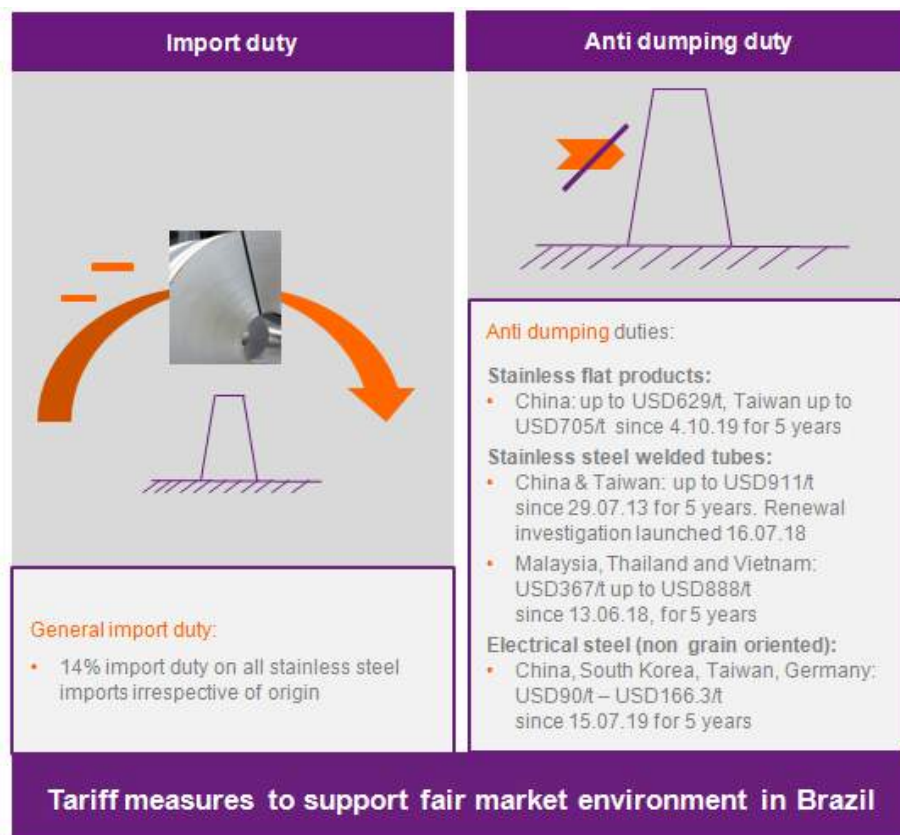 Import duty
General import duty:
• 14% import duty on all stainless steel
imports irrespective of origin
Anti dumping duty
Anti dumping duties:
Stainless flat products:
• China: up to USD629/t, Taiwan up to
USD705/t since 4.10.19 for 5 years
Stainless steel welded tubes:
• China & Taiwan: up to USD911/t
since 29.07.13 for 5 years. Renewal
investigation launched 16.07.18
• Malaysia, Thailand and Vietnam:
USD367/t up to USD888/t
since 13.06.18, for 5 years
Electrical steel (non grain oriented):
• China, South Korea, Taiwan, Germany:
USD90/t – USD166.3/t
since 15.07.19 for 5 years
Tariff measures to support fair market environment in Brazil